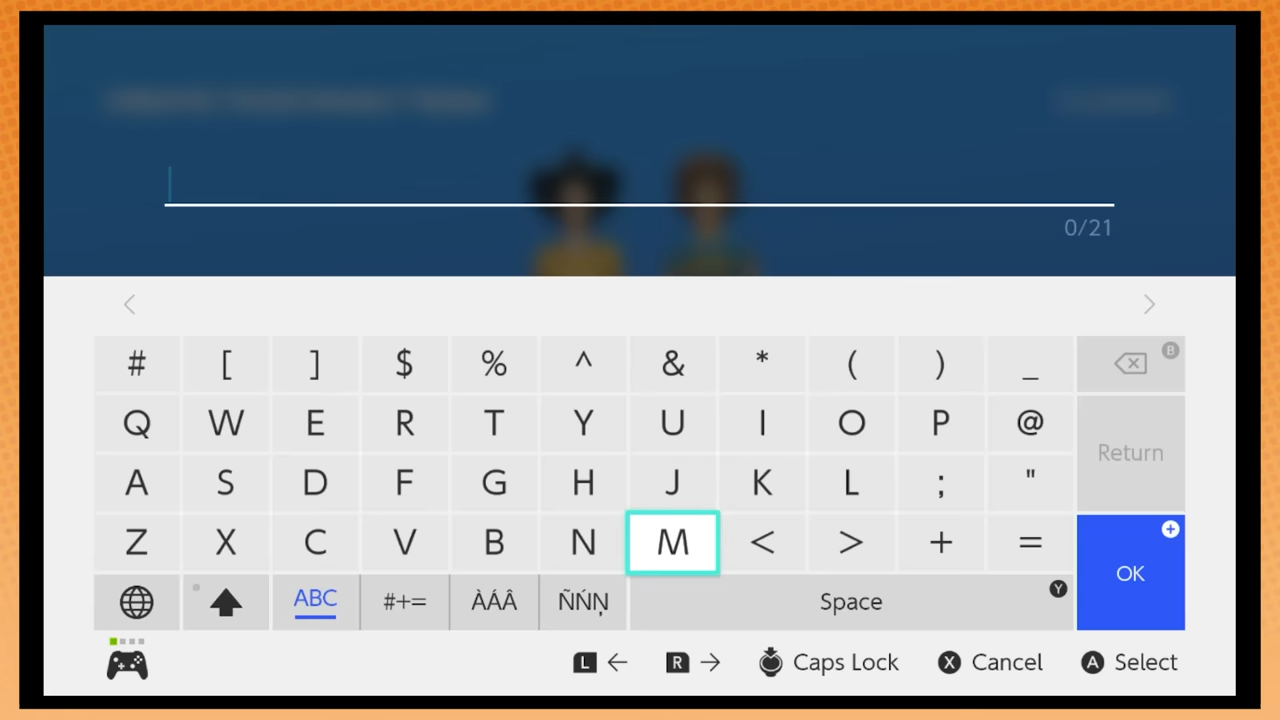 0/21
# [ ] $ % ^ & * ( ) _ B
Q W E R T Y U I O P @
A S D F G H J K L ; " Return
Z X C V B N M < > + =
ABC #+= ÀÁÂ ÑŃŅ Space Y OK
L ← R → Caps Lock X Cancel A Select